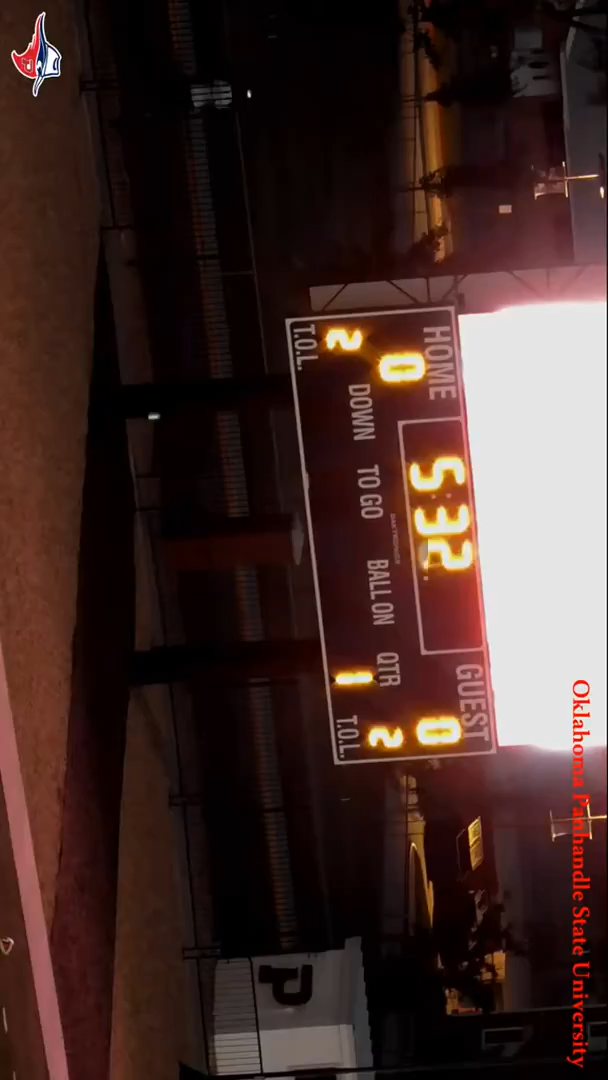 HOME 5:32 GUEST
0 0
DOWN TO GO BALL ON QTR
2 1 2
T.O.L. T.O.L.
P
Oklahoma Panhandle State University